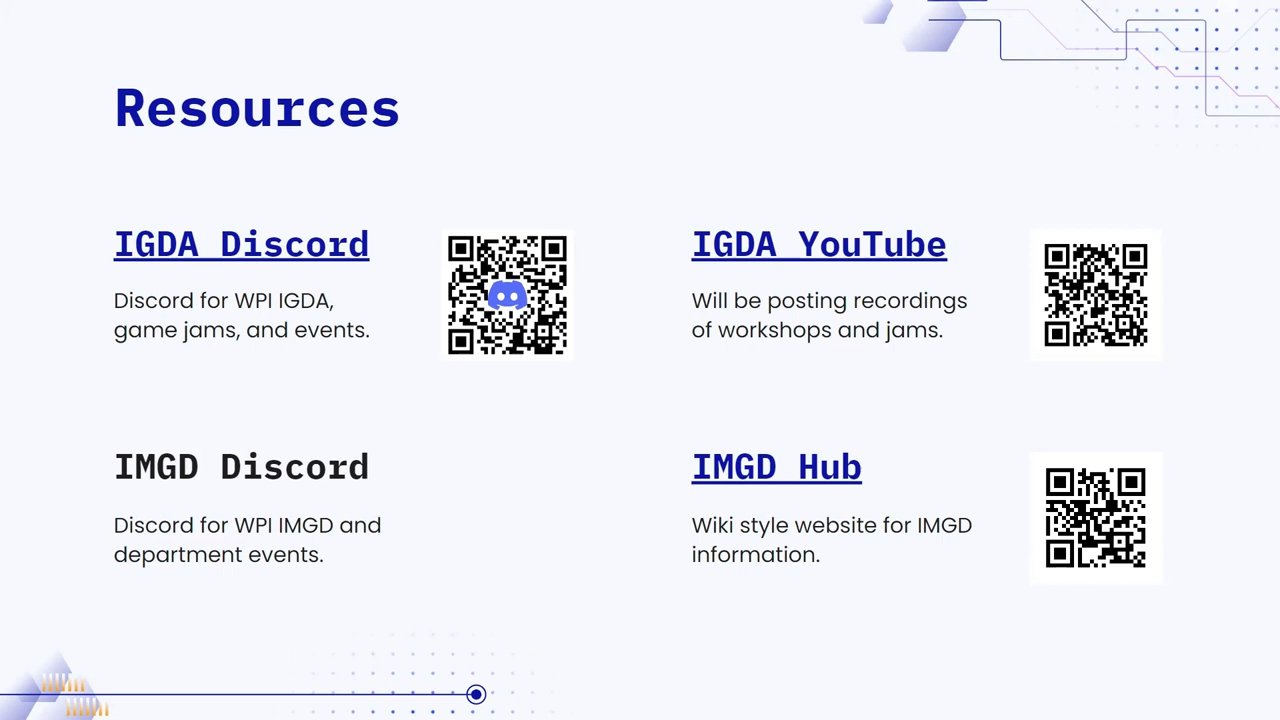 Resources
IGDA Discord
Discord for WPI IGDA,
game jams, and events.
IGDA YouTube
Will be posting recordings
of workshops and jams.
IMGD Discord
Discord for WPI IMGD and
department events.
IMGD Hub
Wiki style website for IMGD
information.